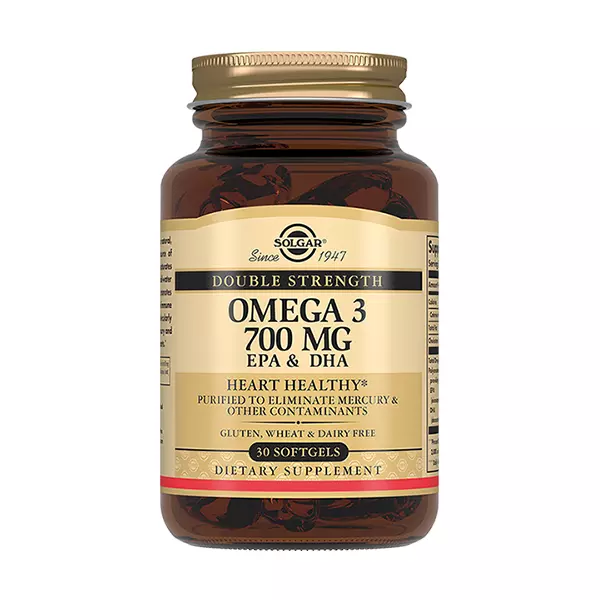 SOLGAR®
Since 1947
DOUBLE STRENGTH
OMEGA 3
700 MG
EPA & DHA
HEART HEALTHY*
PURIFIED TO ELIMINATE MERCURY &
OTHER CONTAMINANTS
GLUTEN, WHEAT & DAIRY FREE
30 SOFTGELS
DIETARY SUPPLEMENT